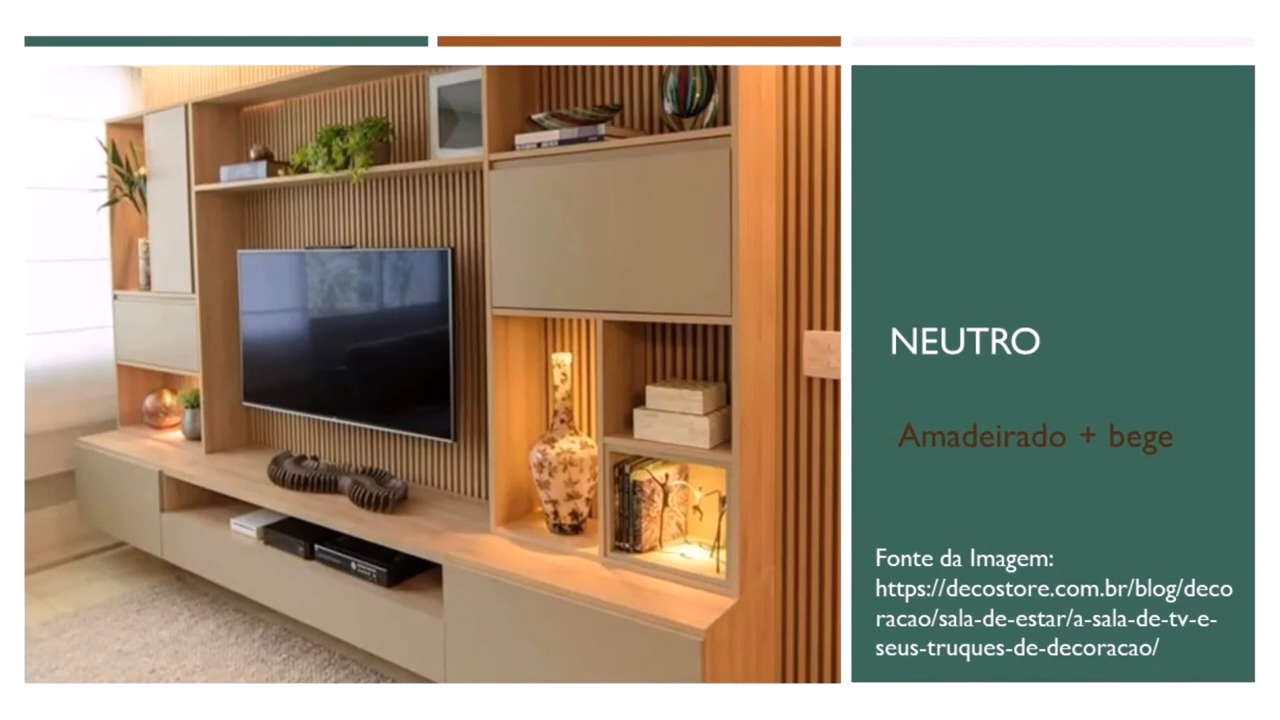 NEUTRO
Amadeirado + bege
Fonte da Imagem:
https://decostore.com.br/blog/deco
racao/sala-de-estar/a-sala-de-tv-e-
seus-truques-de-decoracao/